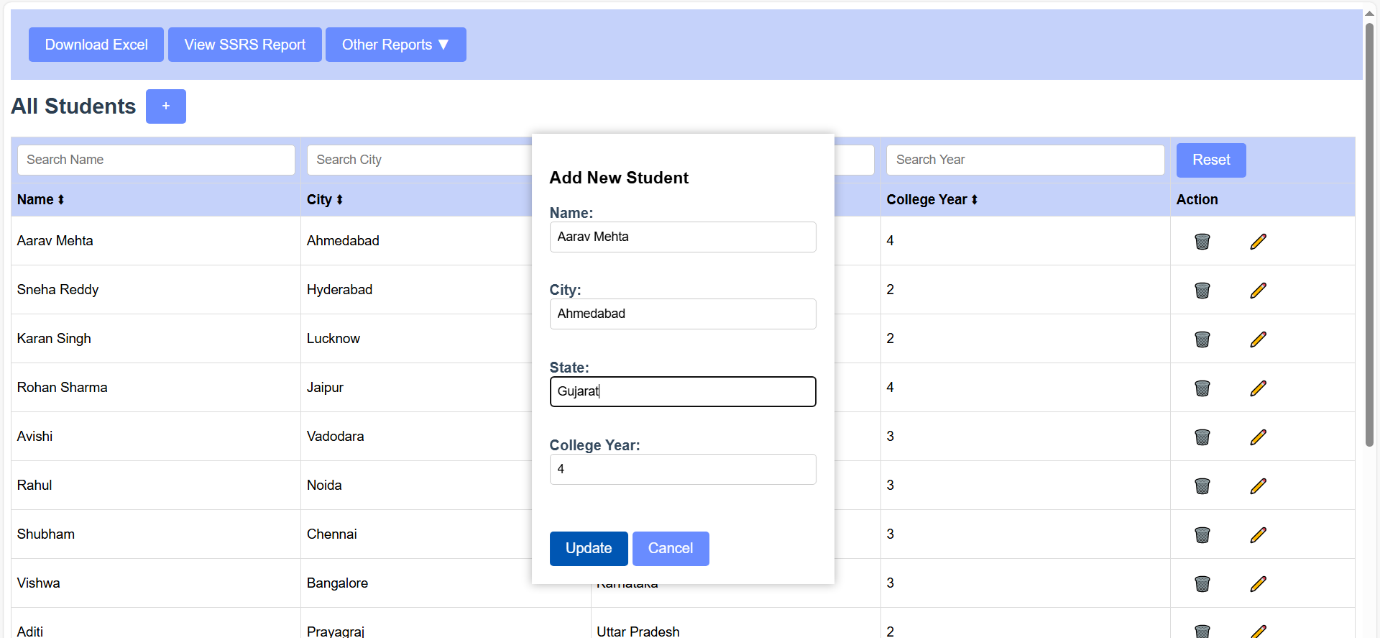 Download Excel View SSRS Report Other Reports ▼
All Students +
Search Name Search City Search Year Reset
Name City College Year Action
Aarav Mehta Ahmedabad 4
Sneha Reddy Hyderabad 2
Karan Singh Lucknow 2
Rohan Sharma Jaipur 4
Avishi Vadodara 3
Rahul Noida 3
Shubham Chennai 3
Vishwa Bangalore Karnataka 3
Aditi Prayagraj Uttar Pradesh 2
Add New Student
Name:
Aarav Mehta
City:
Ahmedabad
State:
Gujarat
College Year:
4
Update Cancel